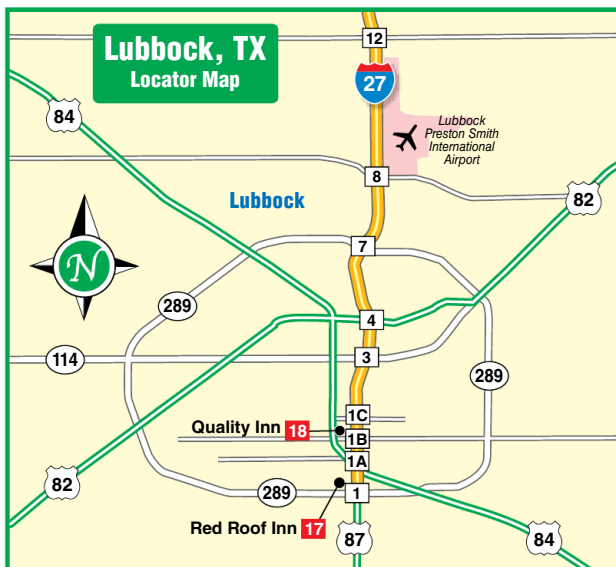 Lubbock, TX
Locator Map
12
27
84
Lubbock
Preston Smith
International
Airport
8
82
Lubbock
7
N
289
4
114
3
289
1C
Quality Inn 18
1B
1A
82
289
1
Red Roof Inn 17
87
84